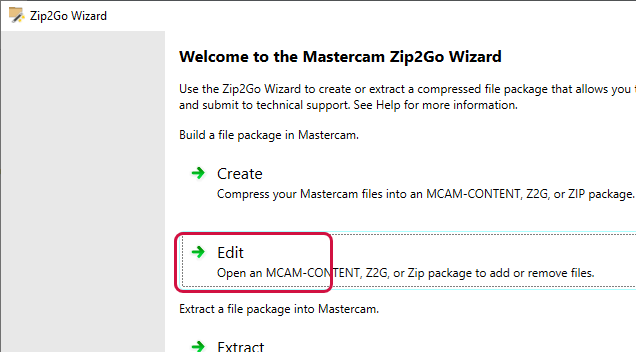 Zip2Go Wizard
Welcome to the Mastercam Zip2Go Wizard
Use the Zip2Go Wizard to create or extract a compressed file package that allows you
and submit to technical support. See Help for more information.
Build a file package in Mastercam.
Create
Compress your Mastercam files into an MCAM-CONTENT, Z2G, or ZIP package.
Edit
Open an MCAM-CONTENT, Z2G, or Zip package to add or remove files.
Extract a file package into Mastercam.
Extract